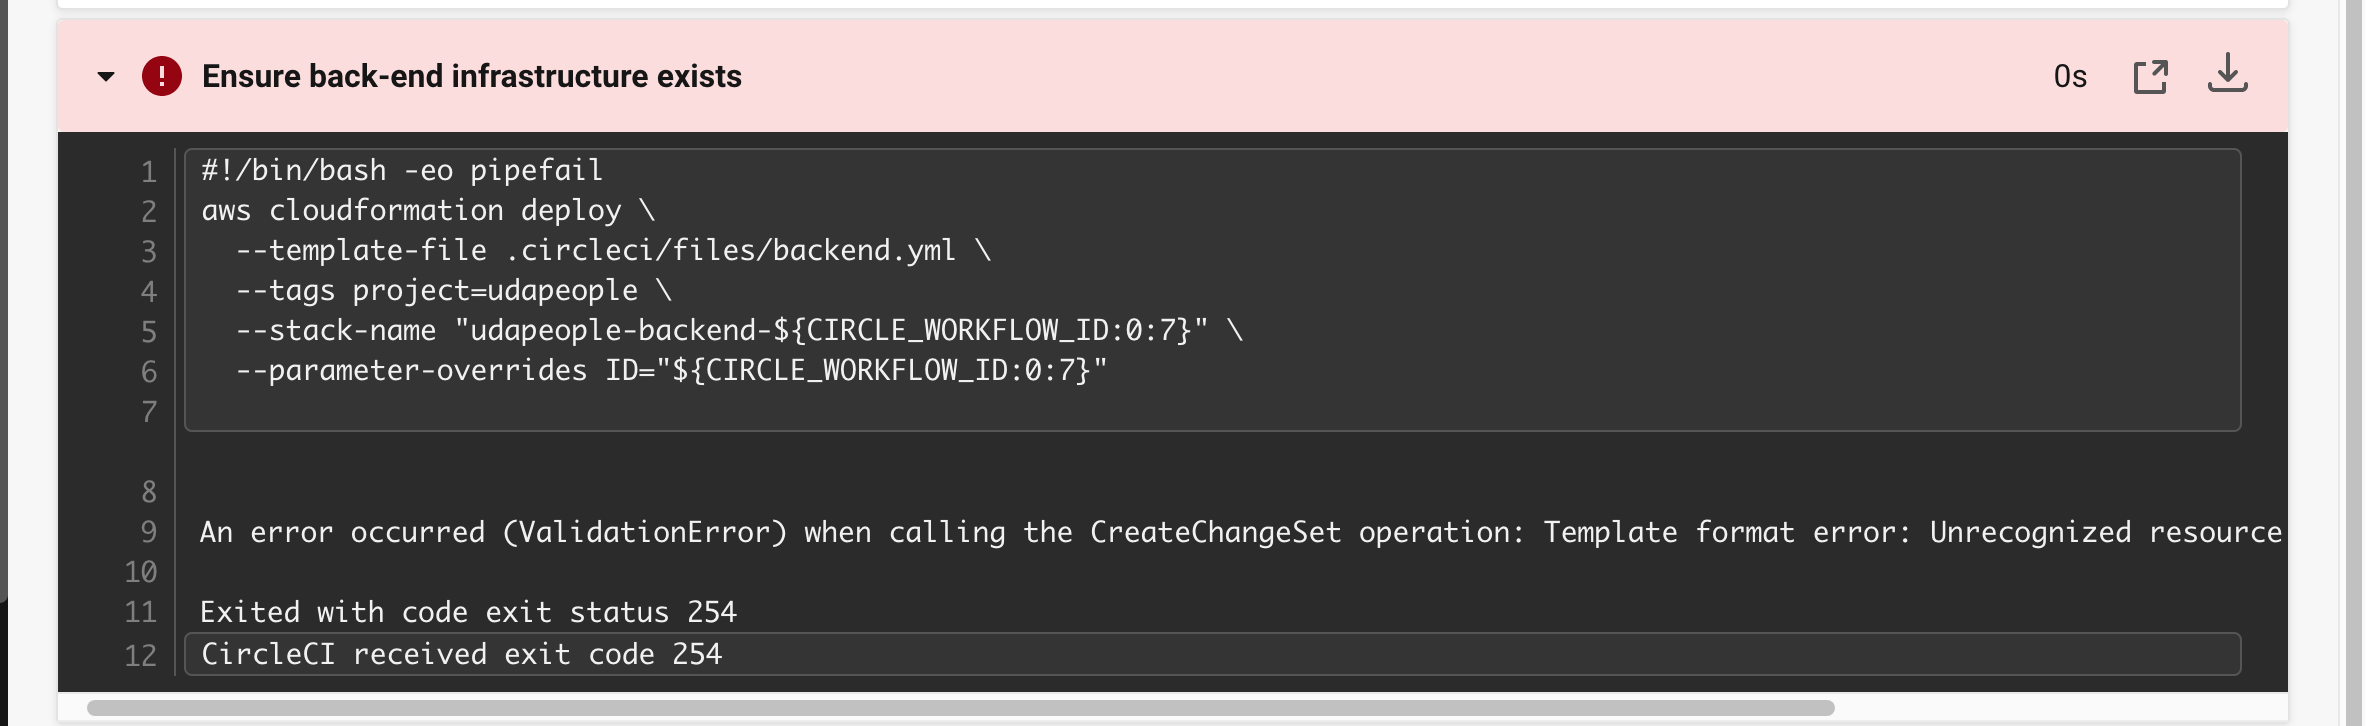 Ensure back-end infrastructure exists 0s
1 #!/bin/bash -eo pipefail
2 aws cloudformation deploy \
3   --template-file .circleci/files/backend.yml \
4   --tags project=udapeople \
5   --stack-name "udapeople-backend-${CIRCLE_WORKFLOW_ID:0:7}" \
6   --parameter-overrides ID="${CIRCLE_WORKFLOW_ID:0:7}"
7
8
9 An error occurred (ValidationError) when calling the CreateChangeSet operation: Template format error: Unrecognized resource
10
11 Exited with code exit status 254
12 CircleCI received exit code 254